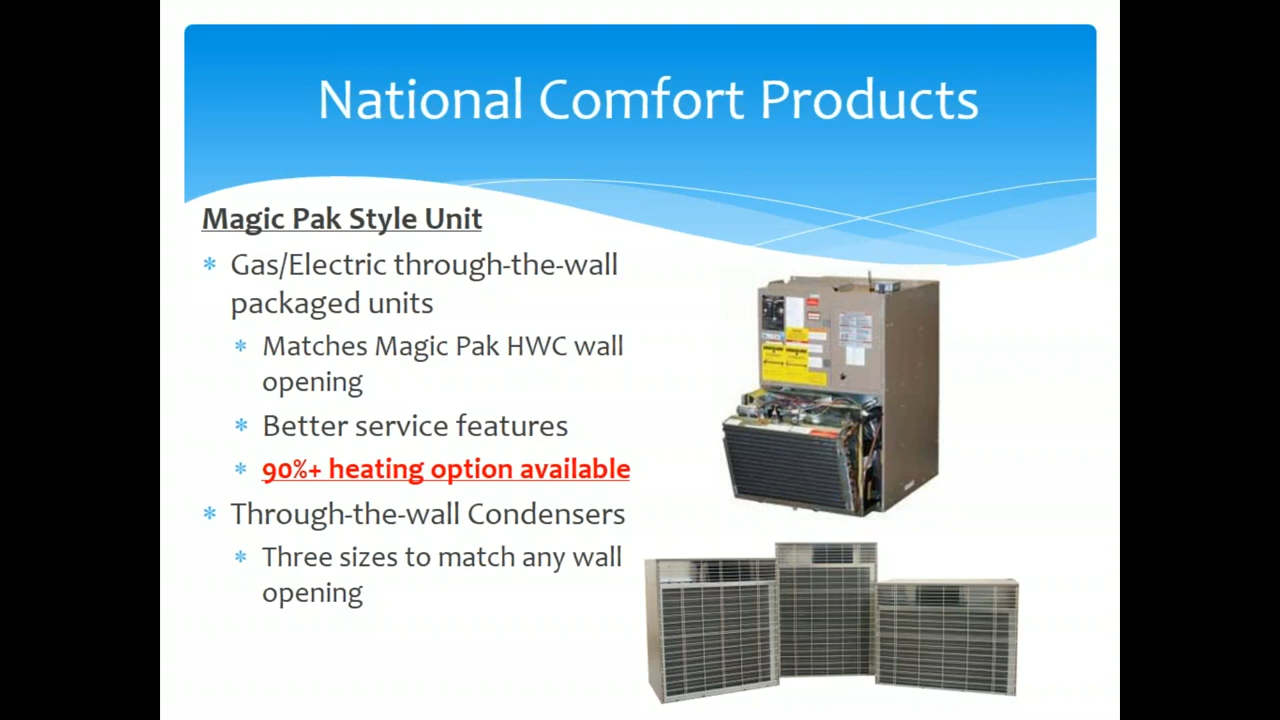 National Comfort Products
Magic Pak Style Unit
Gas/Electric through-the-wall
packaged units
Matches Magic Pak HWC wall
opening
Better service features
90%+ heating option available
Through-the-wall Condensers
Three sizes to match any wall
opening